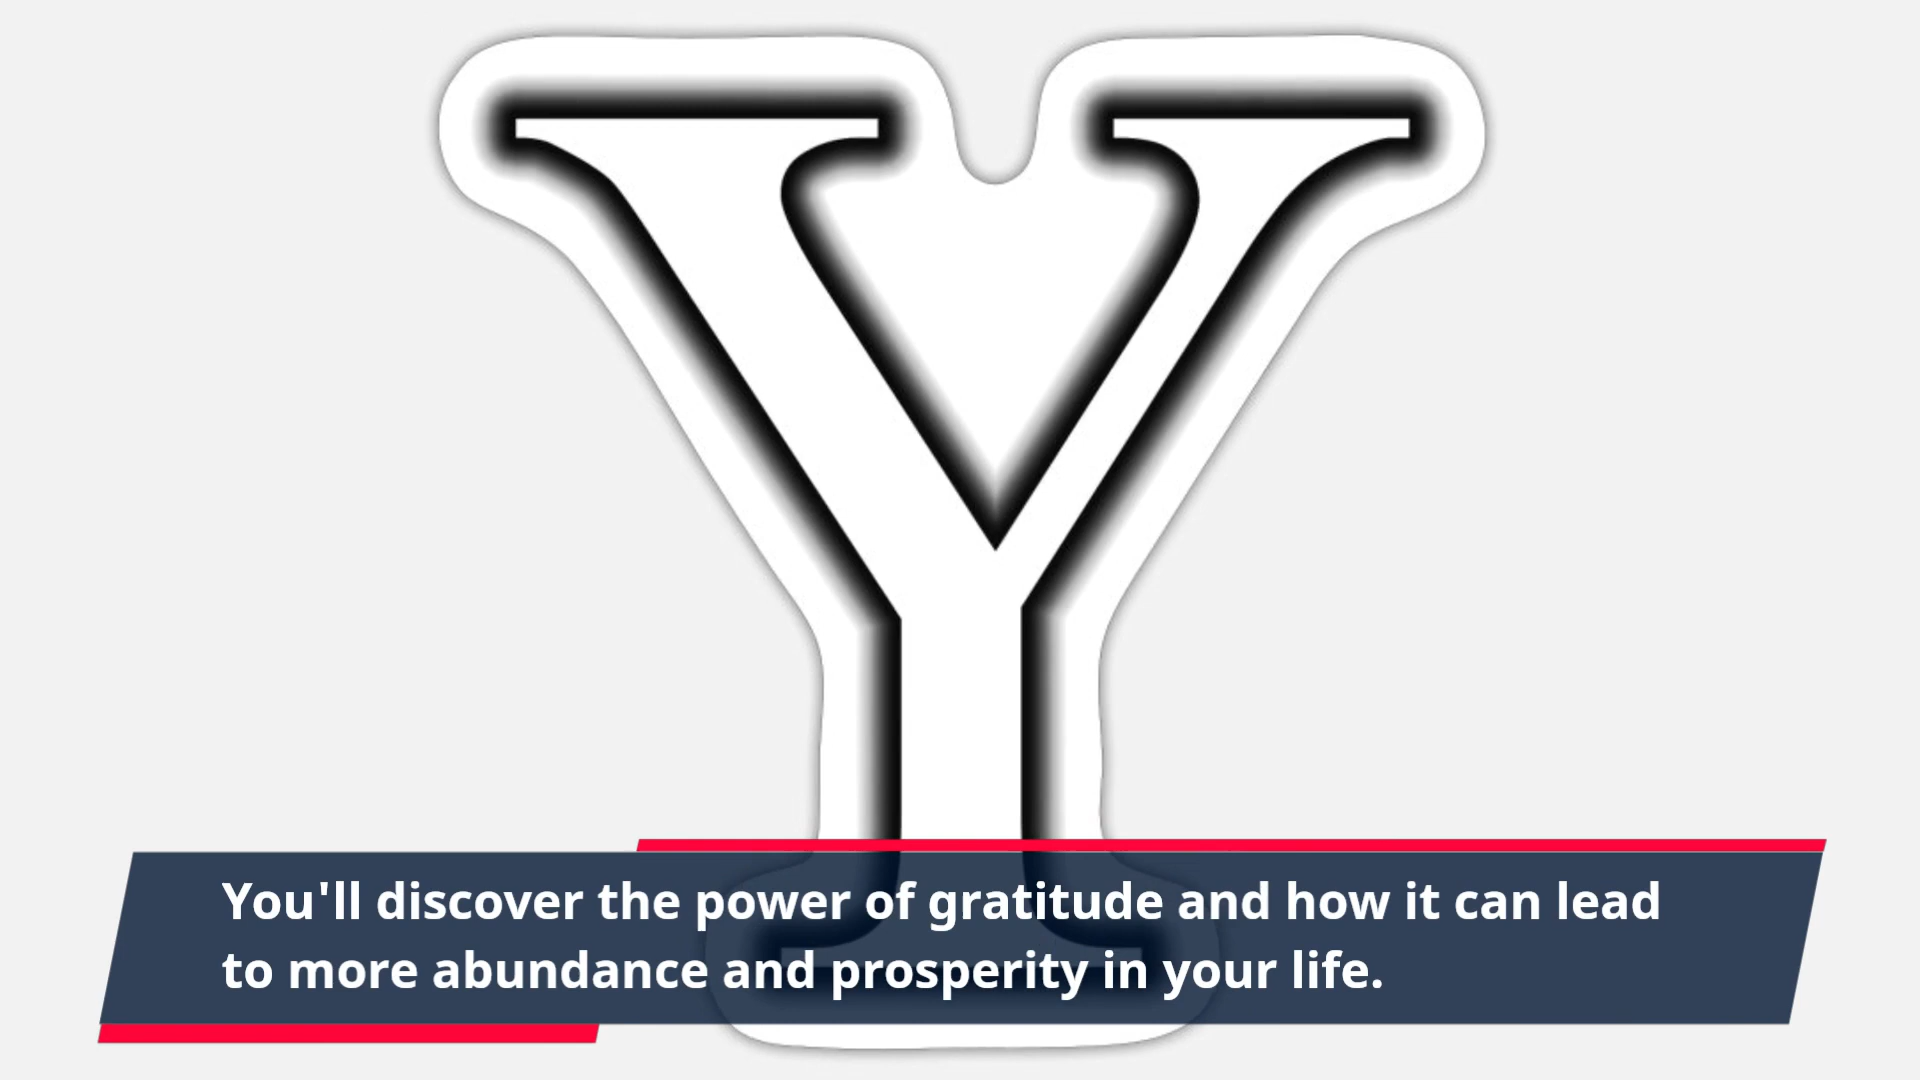 Y
You'll discover the power of gratitude and how it can lead
to more abundance and prosperity in your life.